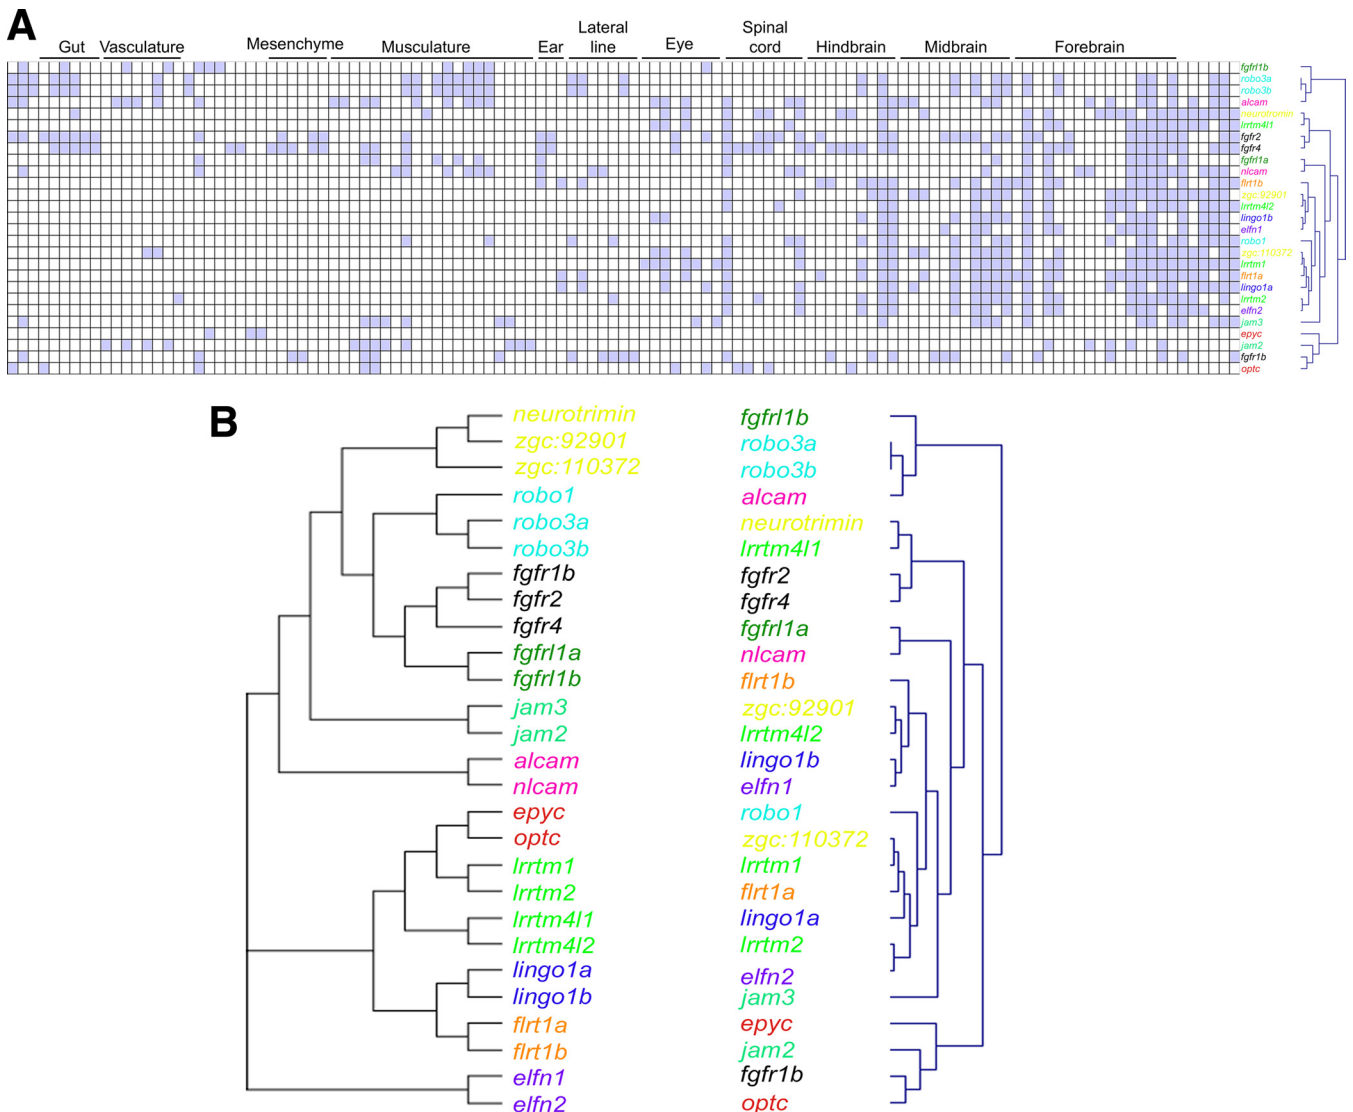 A
Gut Vasculature Mesenchyme Musculature Ear Lateral line Eye Spinal cord Hindbrain Midbrain Forebrain
fgfrl1b
robo3a
robo3b
alcam
neurotromin
lrrtm4l1
fgfr2
fgfr4
fgfrl1a
nlcam
flrt1b
zgc:92901
lrrtm4l2
lingo1b
elfn1
robo1
zgc:110372
lrrtm1
flrt1a
lingo1a
lrrtm2
elfn2
jam3
epyc
jam2
fgfr1b
optc
B
neurotrimin
zgc:92901
zgc:110372
robo1
robo3a
robo3b
fgfr1b
fgfr2
fgfr4
fgfrl1a
fgfrl1b
jam3
jam2
alcam
nlcam
epyc
optc
lrrtm1
lrrtm2
lrrtm4l1
lrrtm4l2
lingo1a
lingo1b
flrt1a
flrt1b
elfn1
elfn2
fgfrl1b
robo3a
robo3b
alcam
neurotrimin
lrrtm4l1
fgfr2
fgfr4
fgfrl1a
nlcam
flrt1b
zgc:92901
lrrtm4l2
lingo1b
elfn1
robo1
zgc:110372
lrrtm1
flrt1a
lingo1a
lrrtm2
elfn2
jam3
epyc
jam2
fgfr1b
optc